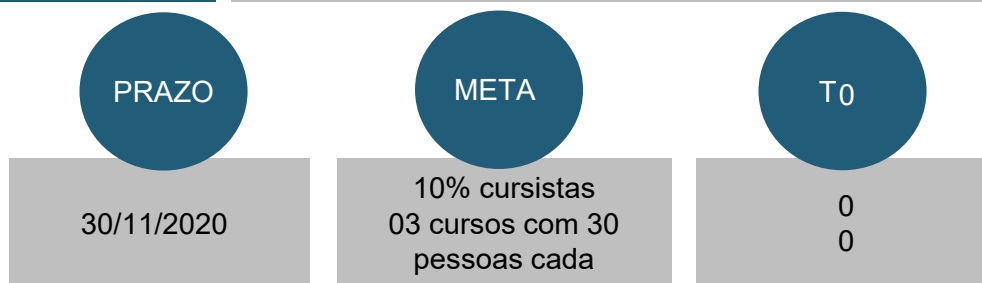 PRAZO
30/11/2020
META
10% cursistas
03 cursos com 30
pessoas cada
T0
0
0